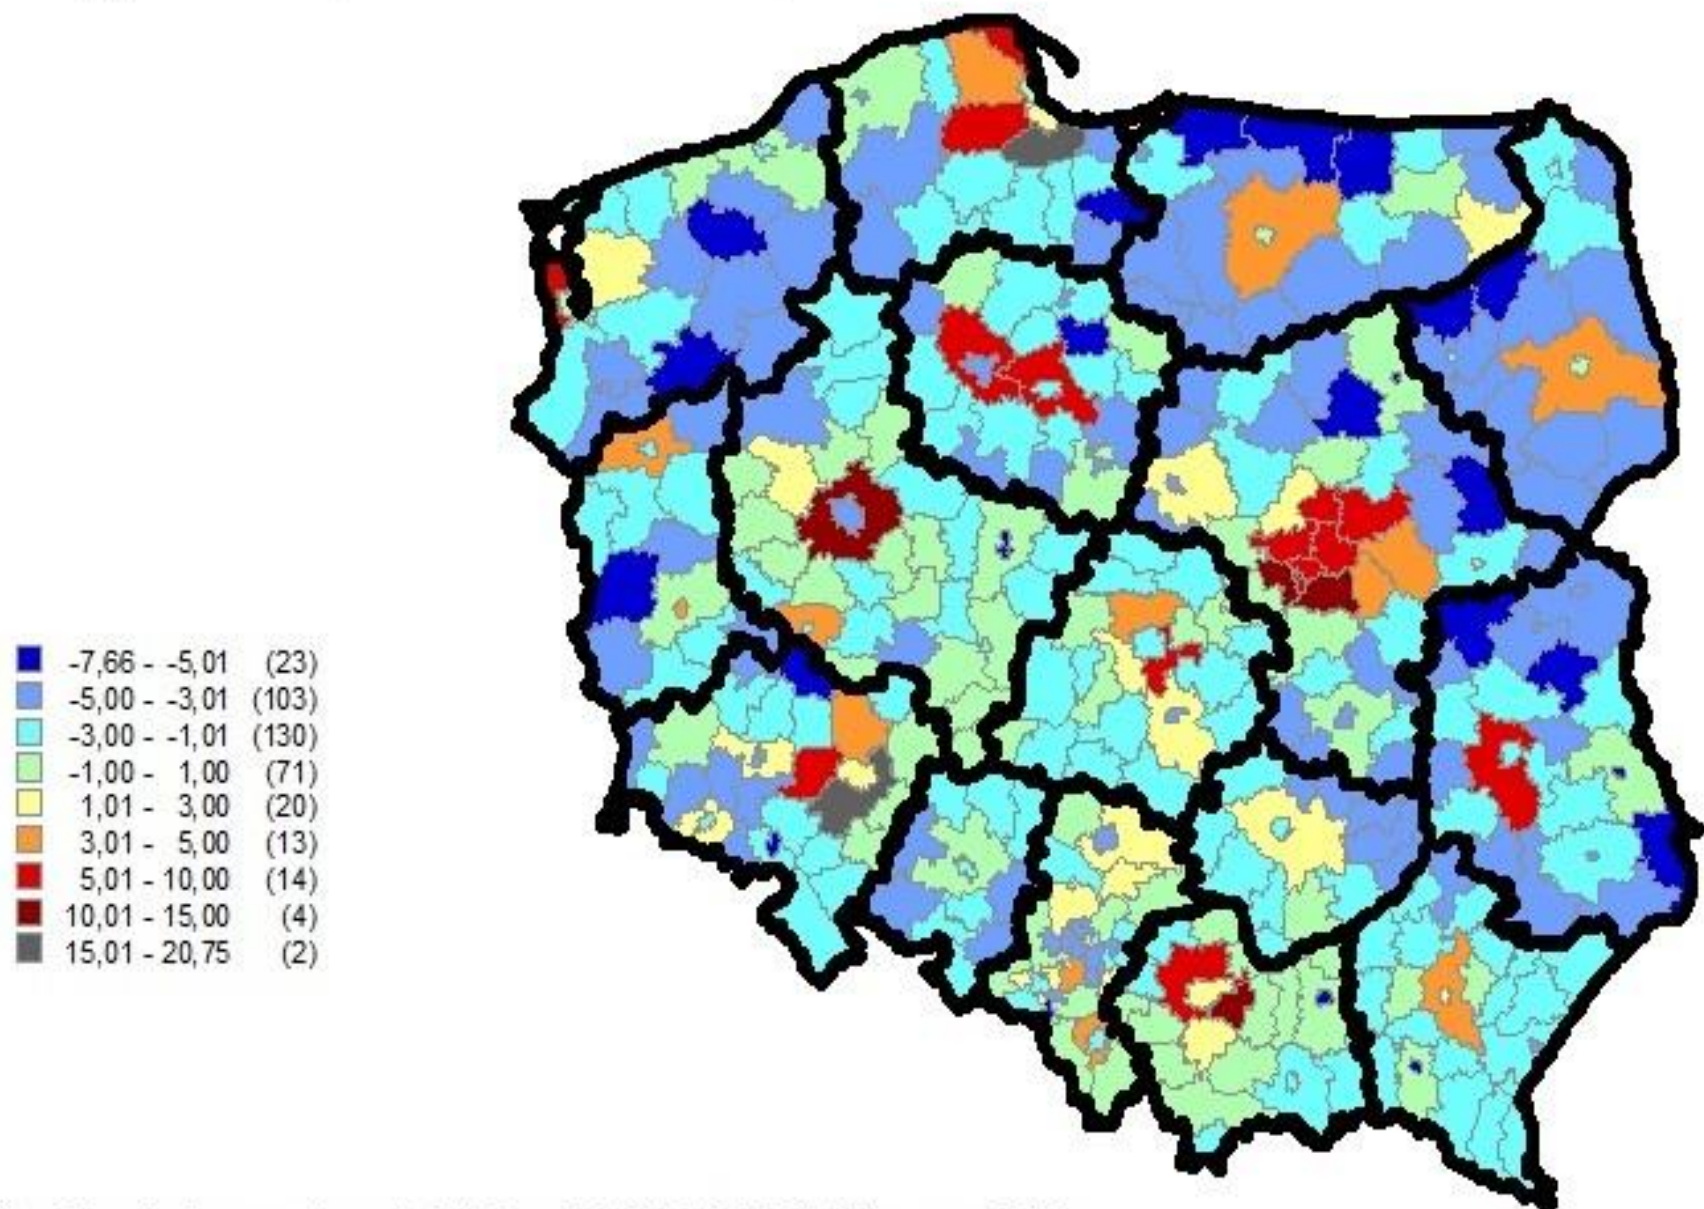 -7,66 - -5,01 (23)
-5,00 - -3,01 (103)
-3,00 - -1,01 (130)
-1,00 - 1,00 (71)
1,01 - 3,00 (20)
3,01 - 5,00 (13)
5,01 - 10,00 (14)
10,01 - 15,00 (4)
15,01 - 20,75 (2)